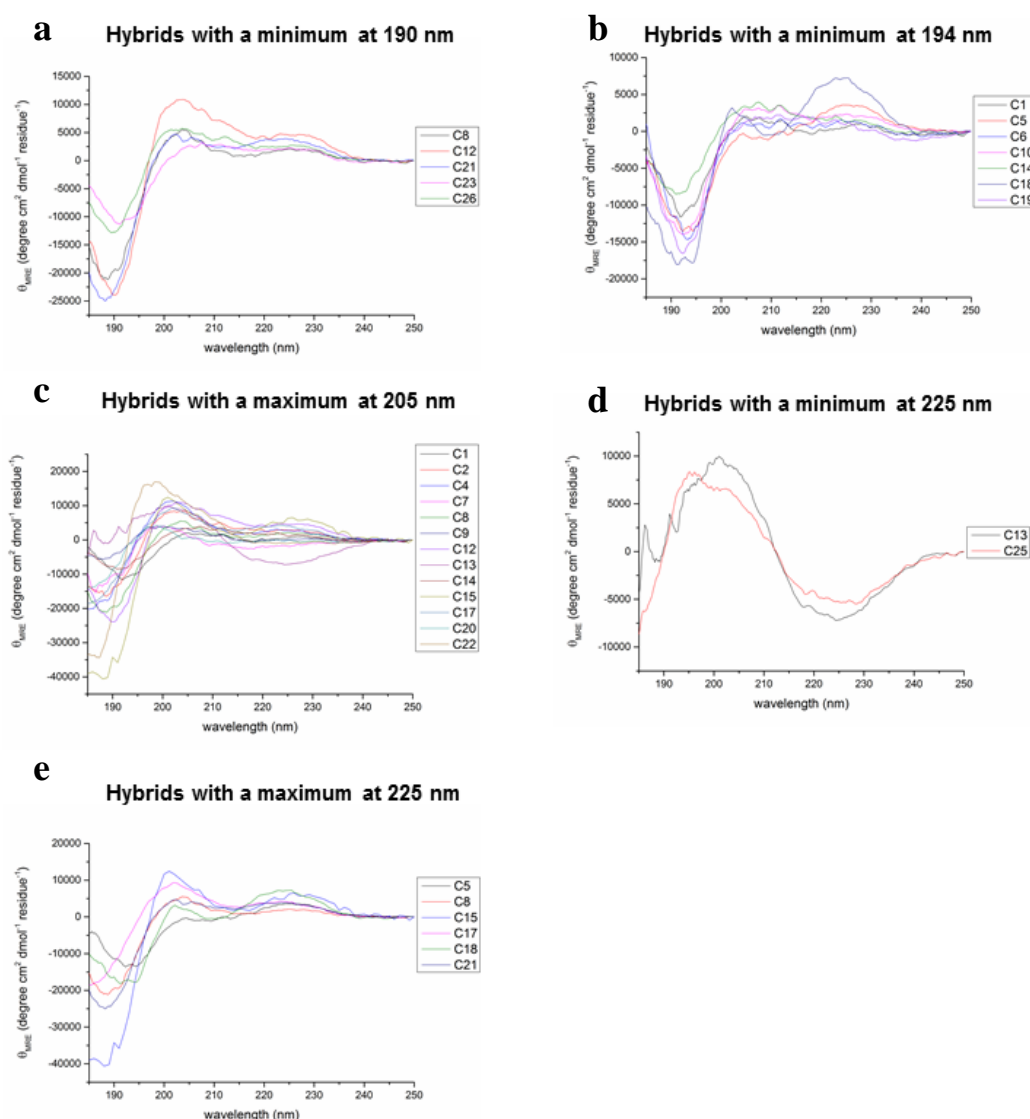 a
Hybrids with a minimum at 190 nm
θMRE (degree cm² dmol⁻¹ residue⁻¹)
15000
10000
5000
0
-5000
-10000
-15000
-20000
-25000
190
200
210
220
230
240
250
wavelength (nm)
C8
C12
C21
C23
C26
b
Hybrids with a minimum at 194 nm
θMRE (degree cm² dmol⁻¹ residue⁻¹)
10000
5000
0
-5000
-10000
-15000
-20000
190
200
210
220
230
240
250
wavelength (nm)
C1
C5
C6
C10
C14
C18
C19
c
Hybrids with a maximum at 205 nm
θMRE (degree cm² dmol⁻¹ residue⁻¹)
20000
10000
0
-10000
-20000
-30000
-40000
190
200
210
220
230
240
250
wavelength (nm)
C1
C2
C4
C7
C8
C9
C12
C13
C14
C15
C17
C20
C22
d
Hybrids with a minimum at 225 nm
θMRE (degree cm² dmol⁻¹ residue⁻¹)
10000
5000
0
-5000
-10000
190
200
210
220
230
240
250
wavelength (nm)
C13
C25
e
Hybrids with a maximum at 225 nm
θMRE (degree cm² dmol⁻¹ residue⁻¹)
20000
10000
0
-10000
-20000
-30000
-40000
190
200
210
220
230
240
250
wavelength (nm)
C5
C8
C15
C17
C18
C21